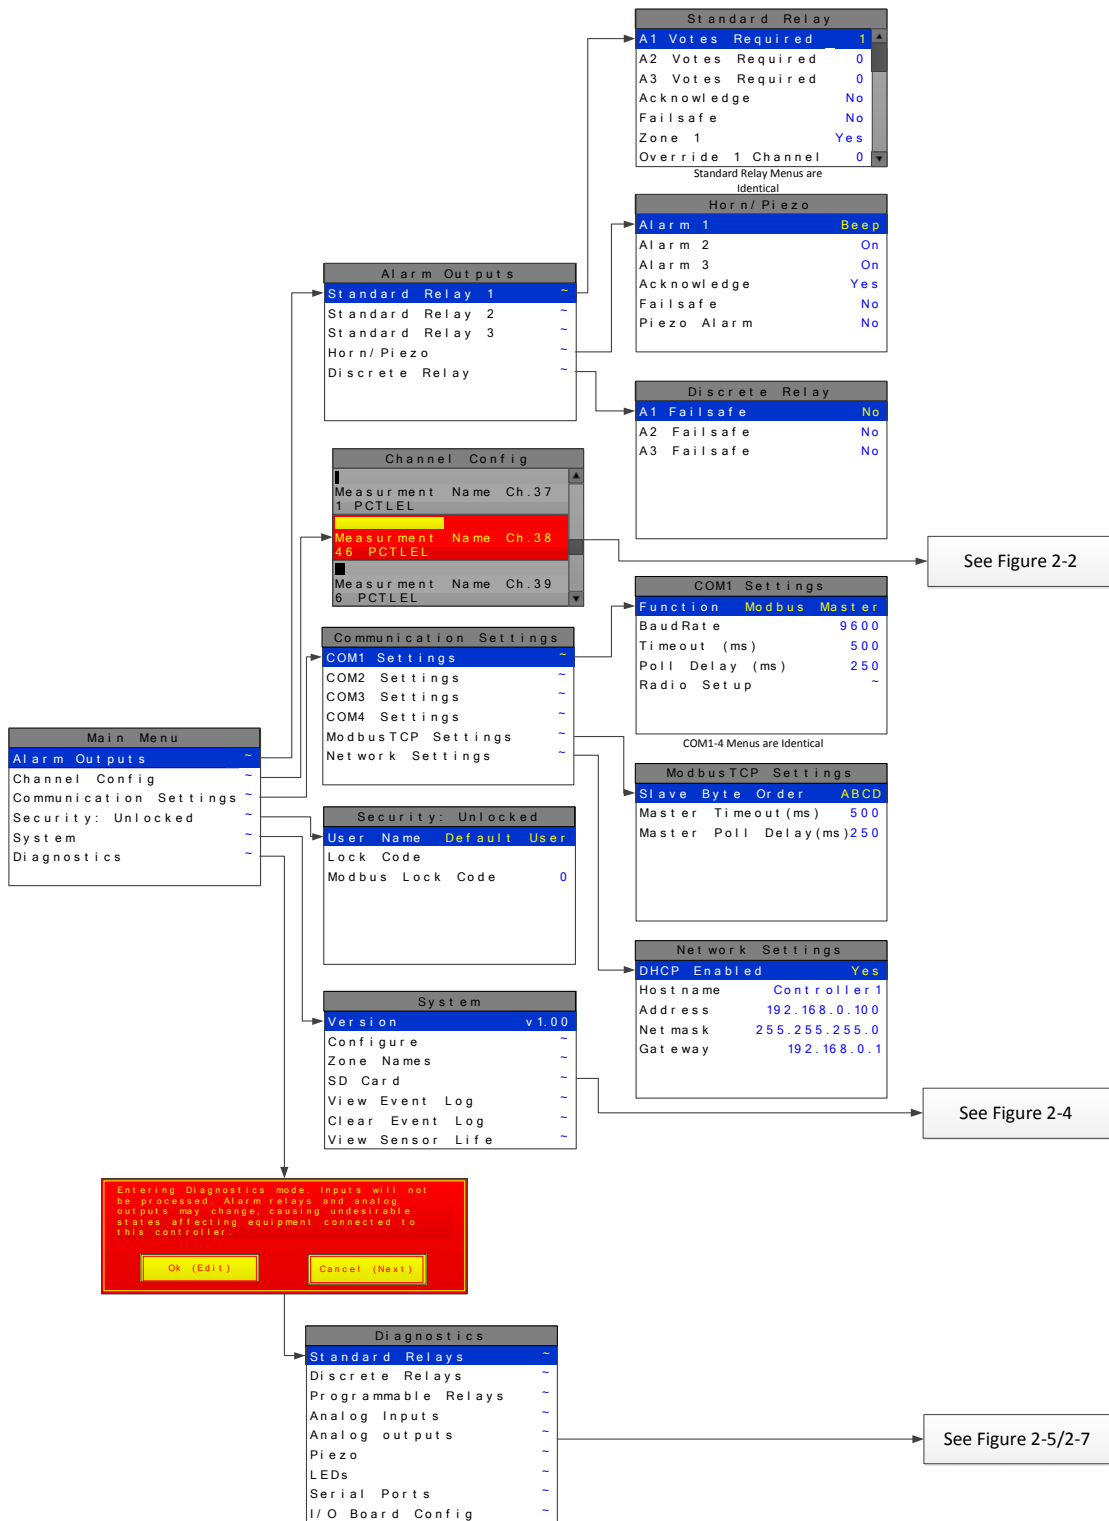 Standard Relay
A1 Votes Required 1
A2 Votes Required 0
A3 Votes Required 0
Acknowledge No
Failsafe No
Zone 1 Yes
Override 1 Channel 0
Standard Relay Menus are
Identical
Horn/Piezo
Alarm 1 Beep
Alarm 2 On
Alarm 3 On
Acknowledge Yes
Failsafe No
Piezo Alarm No
Alarm Outputs
Standard Relay 1 ~
Standard Relay 2 ~
Standard Relay 3 ~
Horn/Piezo ~
Discrete Relay ~
Discrete Relay
A1 Failsafe No
A2 Failsafe No
A3 Failsafe No
Channel Config
Measurment Name Ch.37
1 PCTLEL
Measurment Name Ch.38
46 PCTLEL
Measurment Name Ch.39
6 PCTLEL
See Figure 2-2
COM1 Settings
Function Modbus Master
BaudRate 9600
Timeout (ms) 500
Poll Delay (ms) 250
Radio Setup ~
COM1-4 Menus are Identical
Communication Settings
COM1 Settings ~
COM2 Settings ~
COM3 Settings ~
COM4 Settings ~
ModbusTCP Settings ~
Network Settings ~
Main Menu
Alarm Outputs ~
Channel Config ~
Communication Settings ~
Security: Unlocked ~
System ~
Diagnostics ~
ModbusTCP Settings
Slave Byte Order ABCD
Master Timeout(ms) 500
Master Poll Delay(ms) 250
Security: Unlocked
User Name Default User
Lock Code
Modbus Lock Code 0
Network Settings
DHCP Enabled Yes
Hostname Controller1
Address 192.168.0.100
Netmask 255.255.255.0
Gateway 192.168.0.1
System
Version v1.00
Configure ~
Zone Names ~
SD Card ~
View Event Log ~
Clear Event Log ~
View Sensor Life ~
See Figure 2-4
Entering Diagnostics mode. Inputs will not
be processed. Alarm relays and analog
outputs may change, causing undesirable
states affecting equipment connected to
this controller.
Ok (Edit)
Cancel (Next)
Diagnostics
Standard Relays ~
Discrete Relays ~
Programmable Relays ~
Analog Inputs ~
Analog outputs ~
Piezo ~
LEDs ~
Serial Ports ~
I/O Board Config ~
See Figure 2-5/2-7